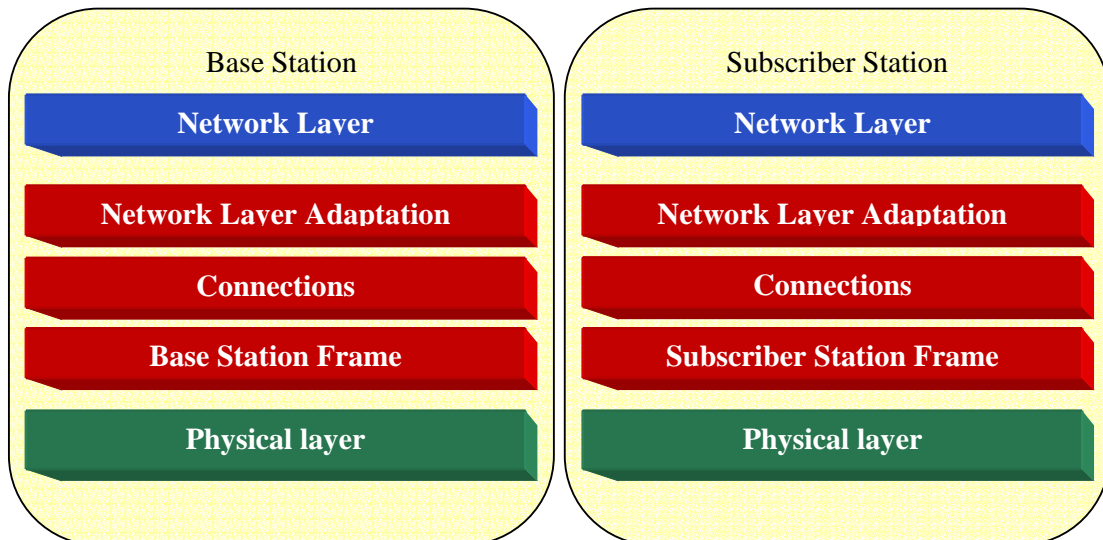 Base Station
Network Layer
Network Layer Adaptation
Connections
Base Station Frame
Physical layer
Subscriber Station
Network Layer
Network Layer Adaptation
Connections
Subscriber Station Frame
Physical layer